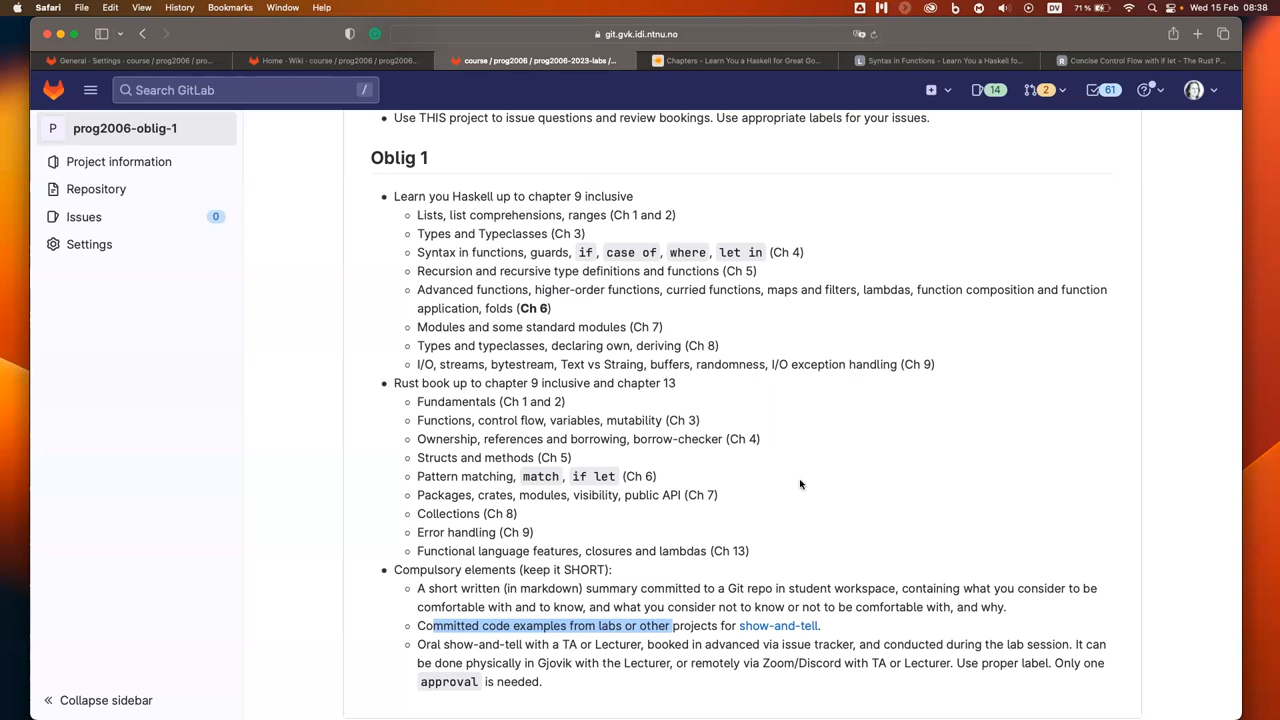 Safari File Edit View History Bookmarks Window Help DV 71 % Wed 15 Feb 08:38
git.gvk.idi.ntnu.no
General · Settings · course / prog2006 / pro... Home · Wiki · course / prog2006 / prog2006... course / prog2006 / prog2006-2023-labs /... Chapters - Learn You a Haskell for Great Go... Syntax in Functions - Learn You a Haskell fo... Concise Control Flow with if let - The Rust P...
Search GitLab / 14 2 61
P prog2006-oblig-1
Project information
Repository
Issues 0
Settings
Collapse sidebar
• Use THIS project to issue questions and review bookings. Use appropriate labels for your issues.
Oblig 1
• Learn you Haskell up to chapter 9 inclusive
◦ Lists, list comprehensions, ranges (Ch 1 and 2)
◦ Types and Typeclasses (Ch 3)
◦ Syntax in functions, guards, if, case of, where, let in (Ch 4)
◦ Recursion and recursive type definitions and functions (Ch 5)
◦ Advanced functions, higher-order functions, curried functions, maps and filters, lambdas, function composition and function
application, folds (Ch 6)
◦ Modules and some standard modules (Ch 7)
◦ Types and typeclasses, declaring own, deriving (Ch 8)
◦ I/O, streams, bytestream, Text vs Straing, buffers, randomness, I/O exception handling (Ch 9)
• Rust book up to chapter 9 inclusive and chapter 13
◦ Fundamentals (Ch 1 and 2)
◦ Functions, control flow, variables, mutability (Ch 3)
◦ Ownership, references and borrowing, borrow-checker (Ch 4)
◦ Structs and methods (Ch 5)
◦ Pattern matching, match, if let (Ch 6)
◦ Packages, crates, modules, visibility, public API (Ch 7)
◦ Collections (Ch 8)
◦ Error handling (Ch 9)
◦ Functional language features, closures and lambdas (Ch 13)
• Compulsory elements (keep it SHORT):
◦ A short written (in markdown) summary committed to a Git repo in student workspace, containing what you consider to be
comfortable with and to know, and what you consider not to know or not to be comfortable with, and why.
◦ Committed code examples from labs or other projects for show-and-tell.
◦ Oral show-and-tell with a TA or Lecturer, booked in advanced via issue tracker, and conducted during the lab session. It can
be done physically in Gjovik with the Lecturer, or remotely via Zoom/Discord with TA or Lecturer. Use proper label. Only one
approval is needed.